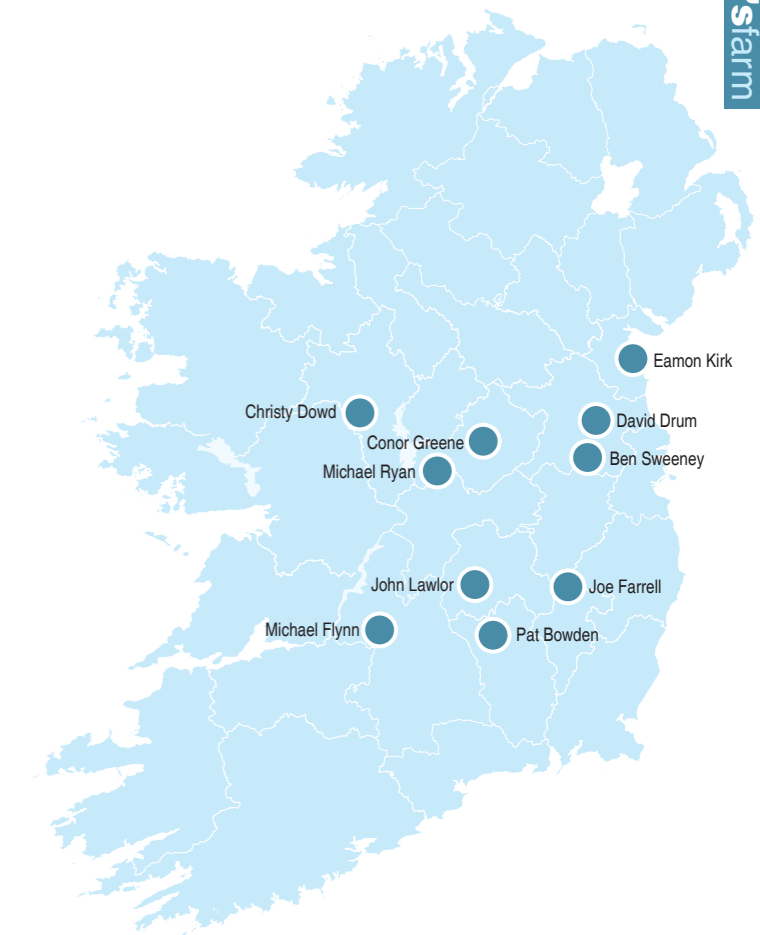 'sfarm
Eamon Kirk
Christy Dowd
David Drum
Conor Greene
Ben Sweeney
Michael Ryan
John Lawlor
Joe Farrell
Michael Flynn
Pat Bowden